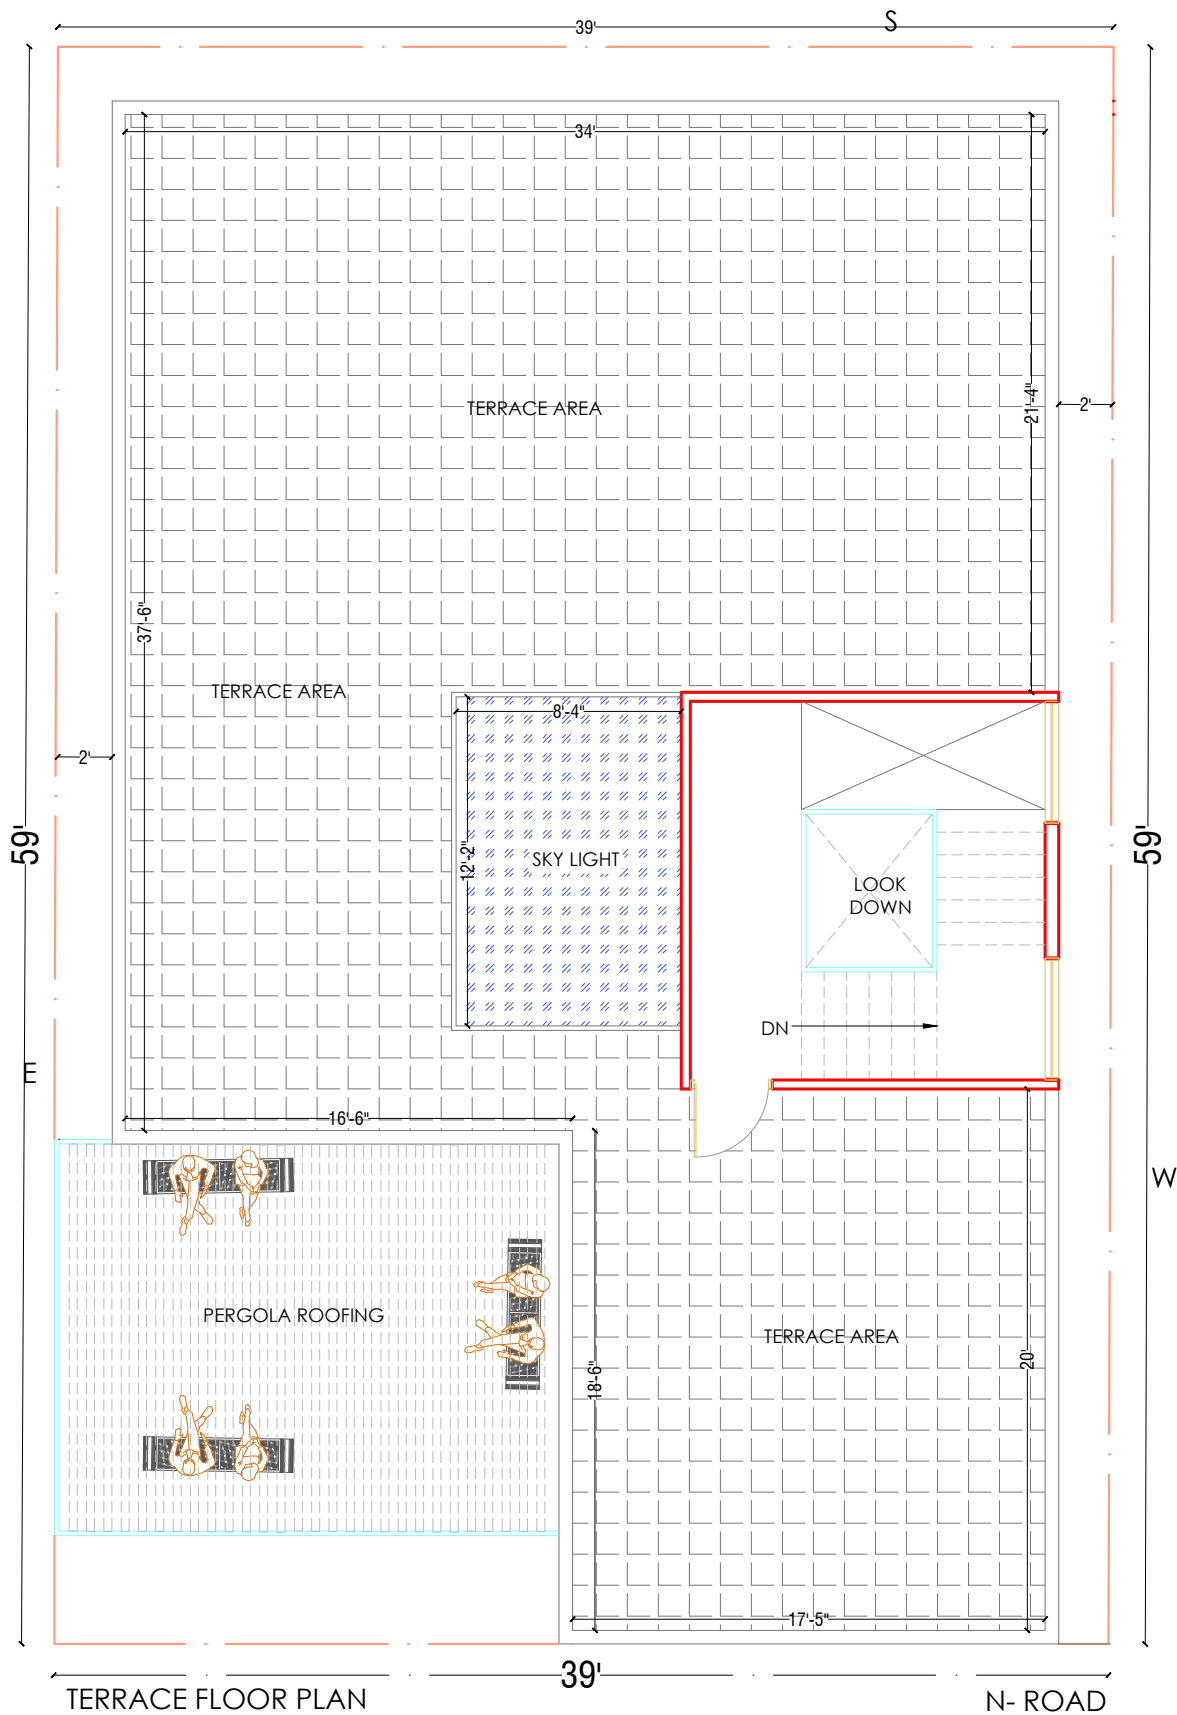 39'
S
34'
TERRACE AREA
21'-4"
2'
37'-6"
TERRACE AREA
8'-4"
2'
59'
59'
12'-2"
SKY LIGHT
LOOK
DOWN
DN
E
16'-6"
W
PERGOLA ROOFING
TERRACE AREA
18'-6"
20'
17'-5"
39'
TERRACE FLOOR PLAN
N- ROAD